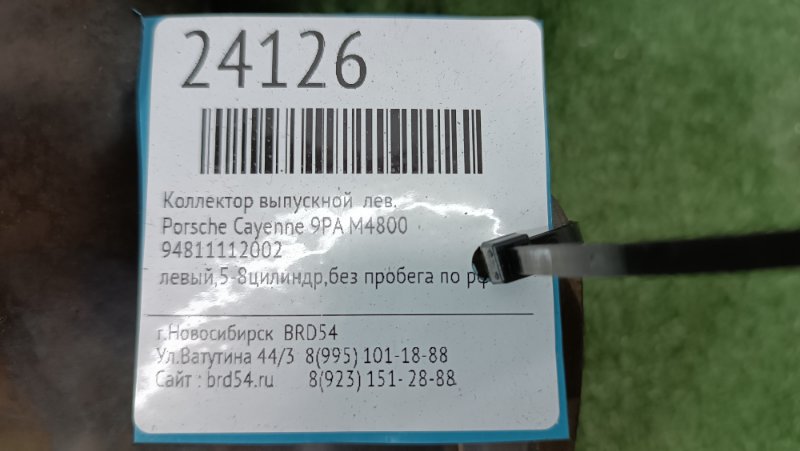 24126
Коллектор выпускной лев.
Porsche Cayenne 9PA M4800
94811112002
левый,5-8цилиндр,без пробега по рф
г.Новосибирск BRD54
Ул.Ватутина 44/3 8(995) 101-18-88
Сайт : brd54.ru 8(923) 151- 28-88